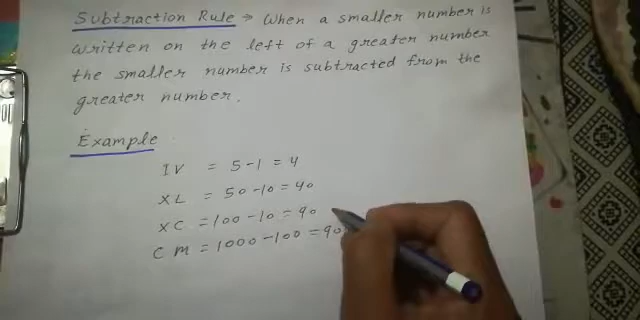 Subtraction Rule → When a smaller number is
written on the left of a greater number
the smaller number is subtracted from the
greater number.
Example
IV = 5-1 = 4
XL = 50-10 = 40
XC = 100-10 = 90
CM = 1000-100 = 90